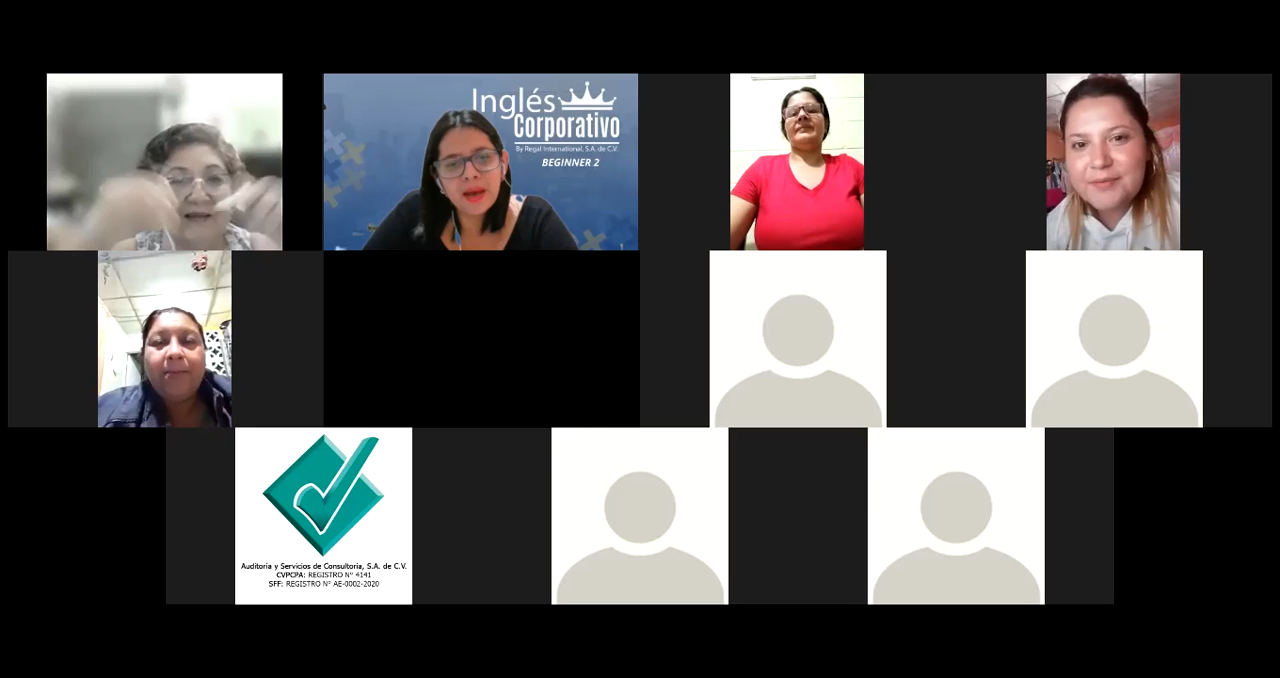 Inglés
Corporativo
By Regal International, S.A. de C.V.
BEGINNER 2
Auditoría y Servicios de Consultoría, S.A. de C.V.
CVPCPA: REGISTRO N° 4141
SFF: REGISTRO N° AE-0002-2020